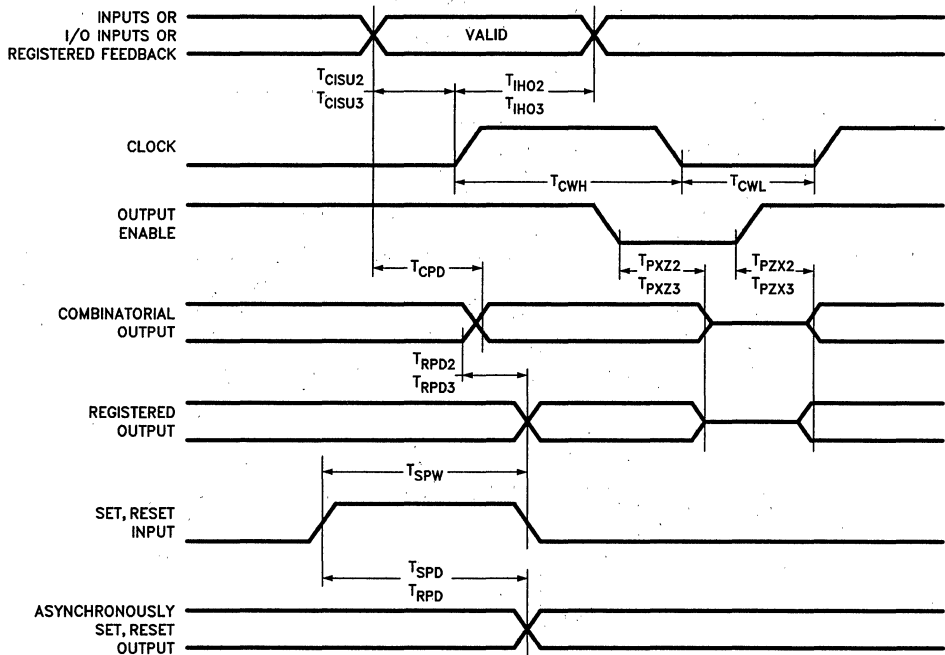 INPUTS OR
I/O INPUTS OR
REGISTERED FEEDBACK
VALID
TCISU2
TCISU3
TIHO2
TIHO3
CLOCK
TCWH
TCWL
OUTPUT
ENABLE
TCPD
TPXZ2
TPXZ3
TPZX2
TPZX3
COMBINATORIAL
OUTPUT
TRPD2
TRPD3
REGISTERED
OUTPUT
TSPW
SET, RESET
INPUT
TSPD
TRPD
ASYNCHRONOUSLY
SET, RESET
OUTPUT